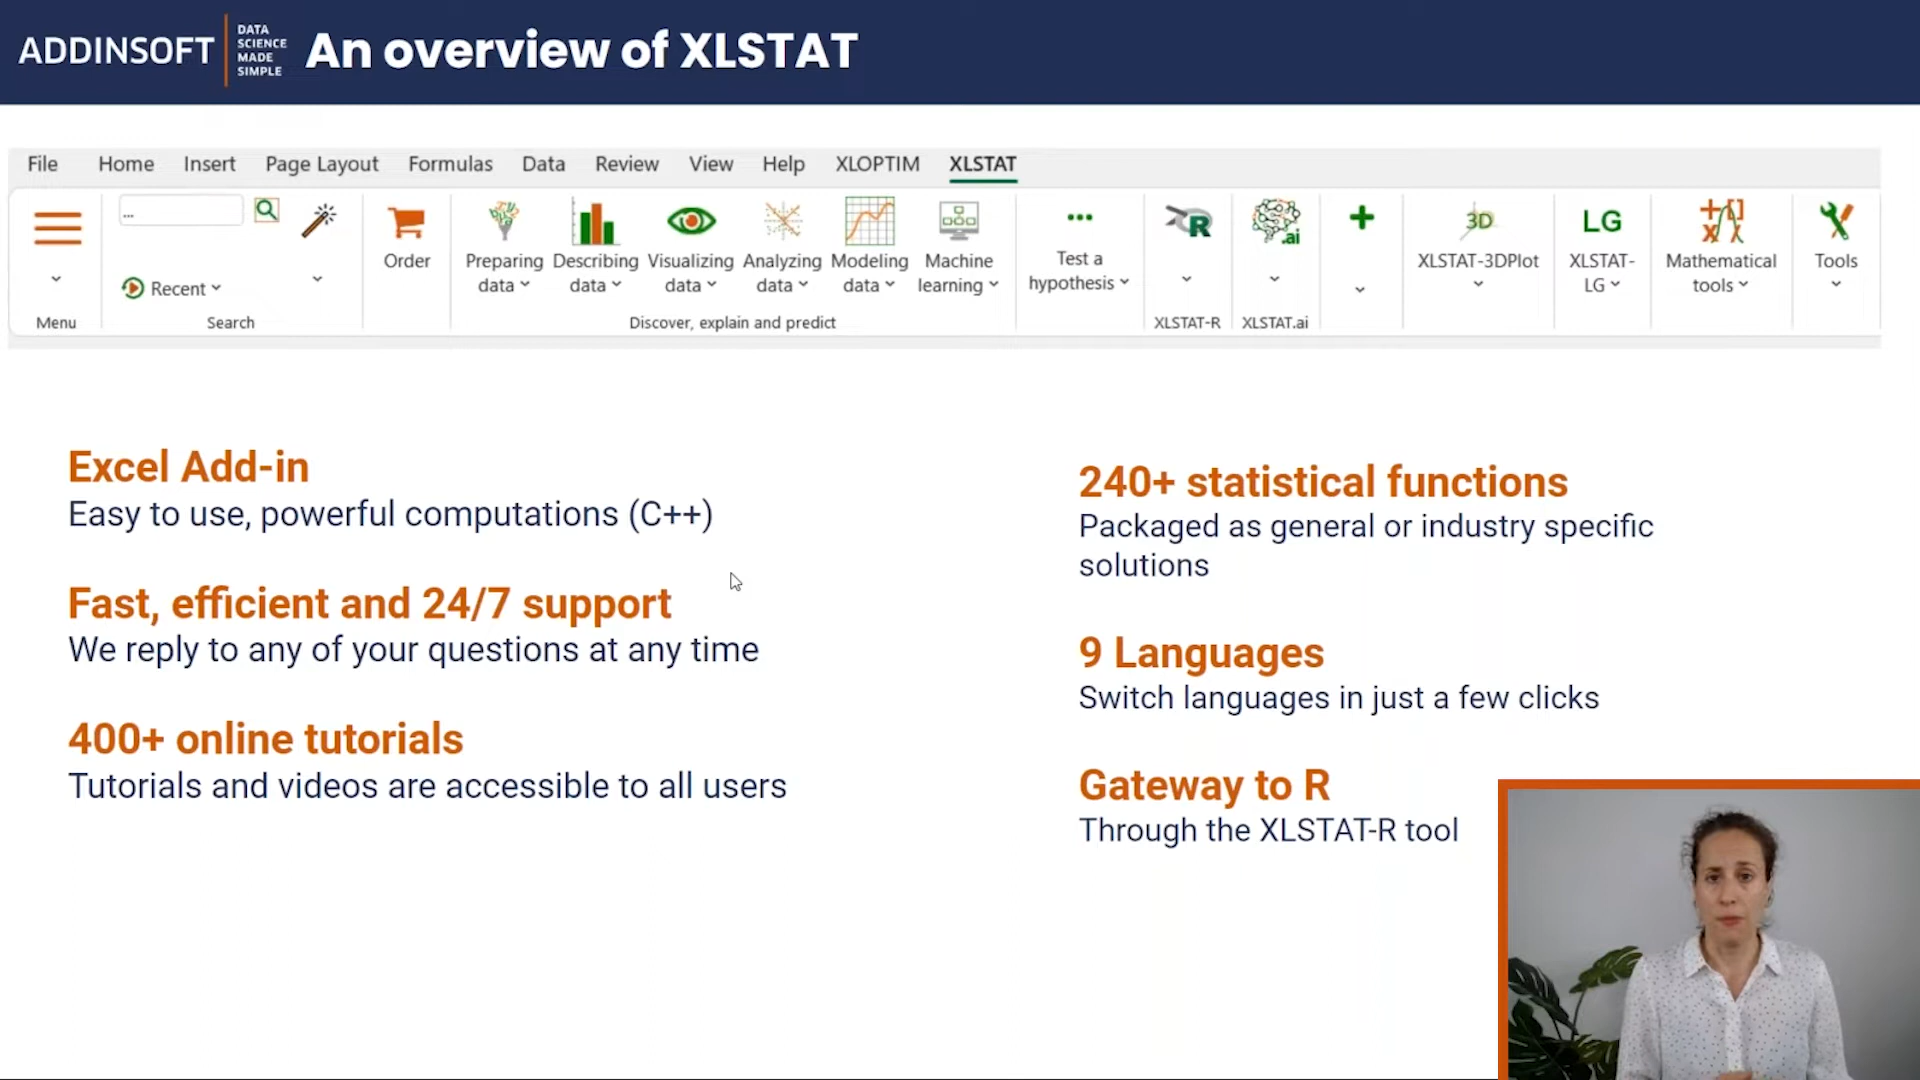 ADDINSOFT
DATA
SCIENCE
MADE
SIMPLE
An overview of XLSTAT
File Home Insert Page Layout Formulas Data Review View Help XLOPTIM XLSTAT
...
Recent
Menu
Search
Order
Preparing
data
Describing
data
Visualizing
data
Analyzing
data
Modeling
data
Machine
learning
Discover, explain and predict
Test a
hypothesis
R
XLSTAT-R
.ai
XLSTAT.ai
3D
XLSTAT-3DPlot
LG
XLSTAT-
LG
Mathematical
tools
Tools
Excel Add-in
Easy to use, powerful computations (C++)
Fast, efficient and 24/7 support
We reply to any of your questions at any time
400+ online tutorials
Tutorials and videos are accessible to all users
240+ statistical functions
Packaged as general or industry specific
solutions
9 Languages
Switch languages in just a few clicks
Gateway to R
Through the XLSTAT-R tool